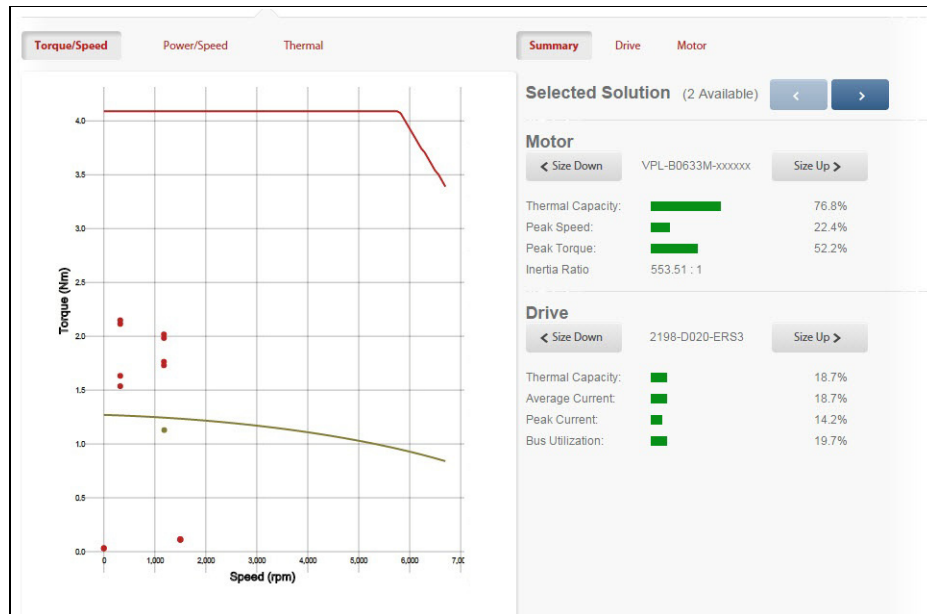 Torque/Speed Power/Speed Thermal
Summary Drive Motor
Selected Solution (2 Available) < >
Motor
< Size Down VPL-B0633M-xxxxxx Size Up >
Thermal Capacity: 76.8%
Peak Speed: 22.4%
Peak Torque: 52.2%
Inertia Ratio 553.51 : 1
Drive
< Size Down 2198-D020-ERS3 Size Up >
Thermal Capacity: 18.7%
Average Current: 18.7%
Peak Current: 14.2%
Bus Utilization: 19.7%
Torque (Nm)
4.0
3.5
3.0
2.5
2.0
1.5
1.0
0.5
0.0
0 1,000 2,000 3,000 4,000 5,000 6,000 7,0
Speed (rpm)